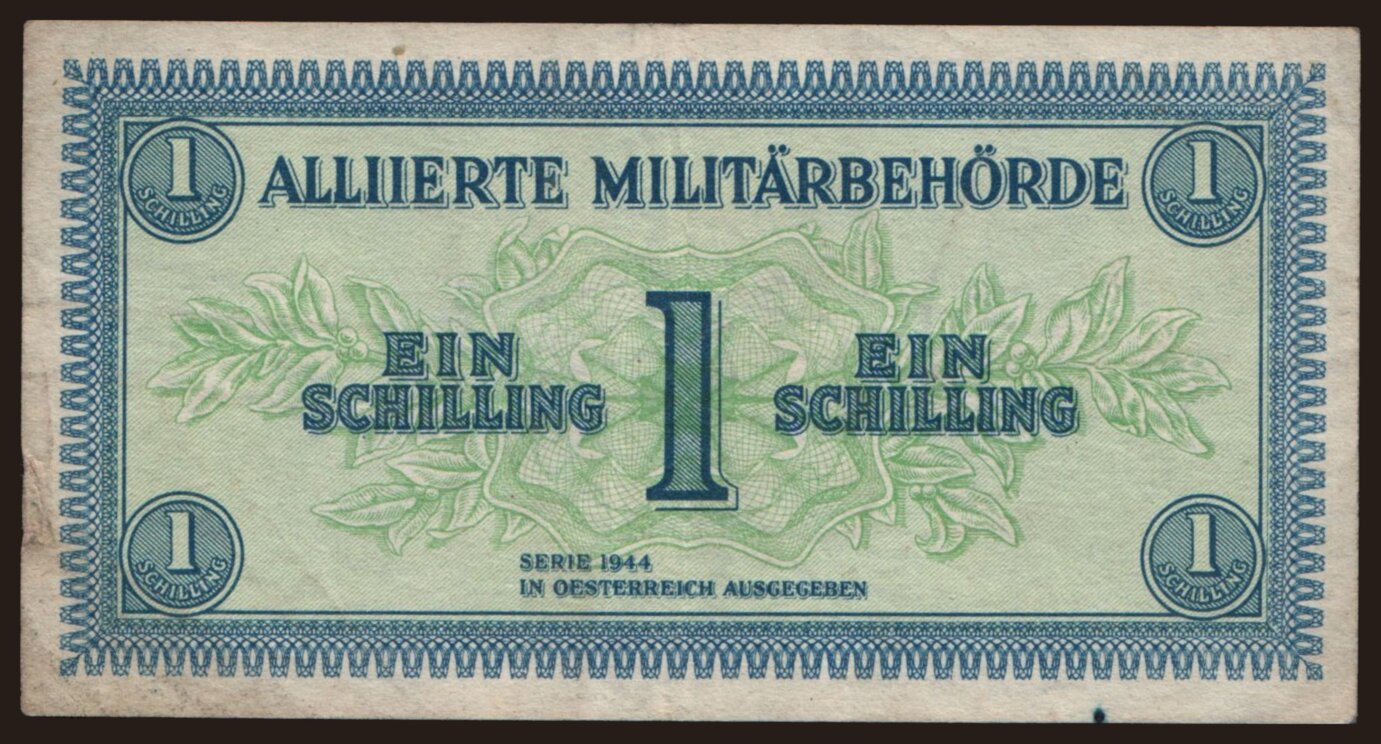 1 SCHILLING
ALLIIERTE MILITÄRBEHÖRDE
1 SCHILLING
EIN
SCHILLING
1
EIN
SCHILLING
1 SCHILLING
SERIE 1944
IN OESTERREICH AUSGEGEBEN
1 SCHILLING